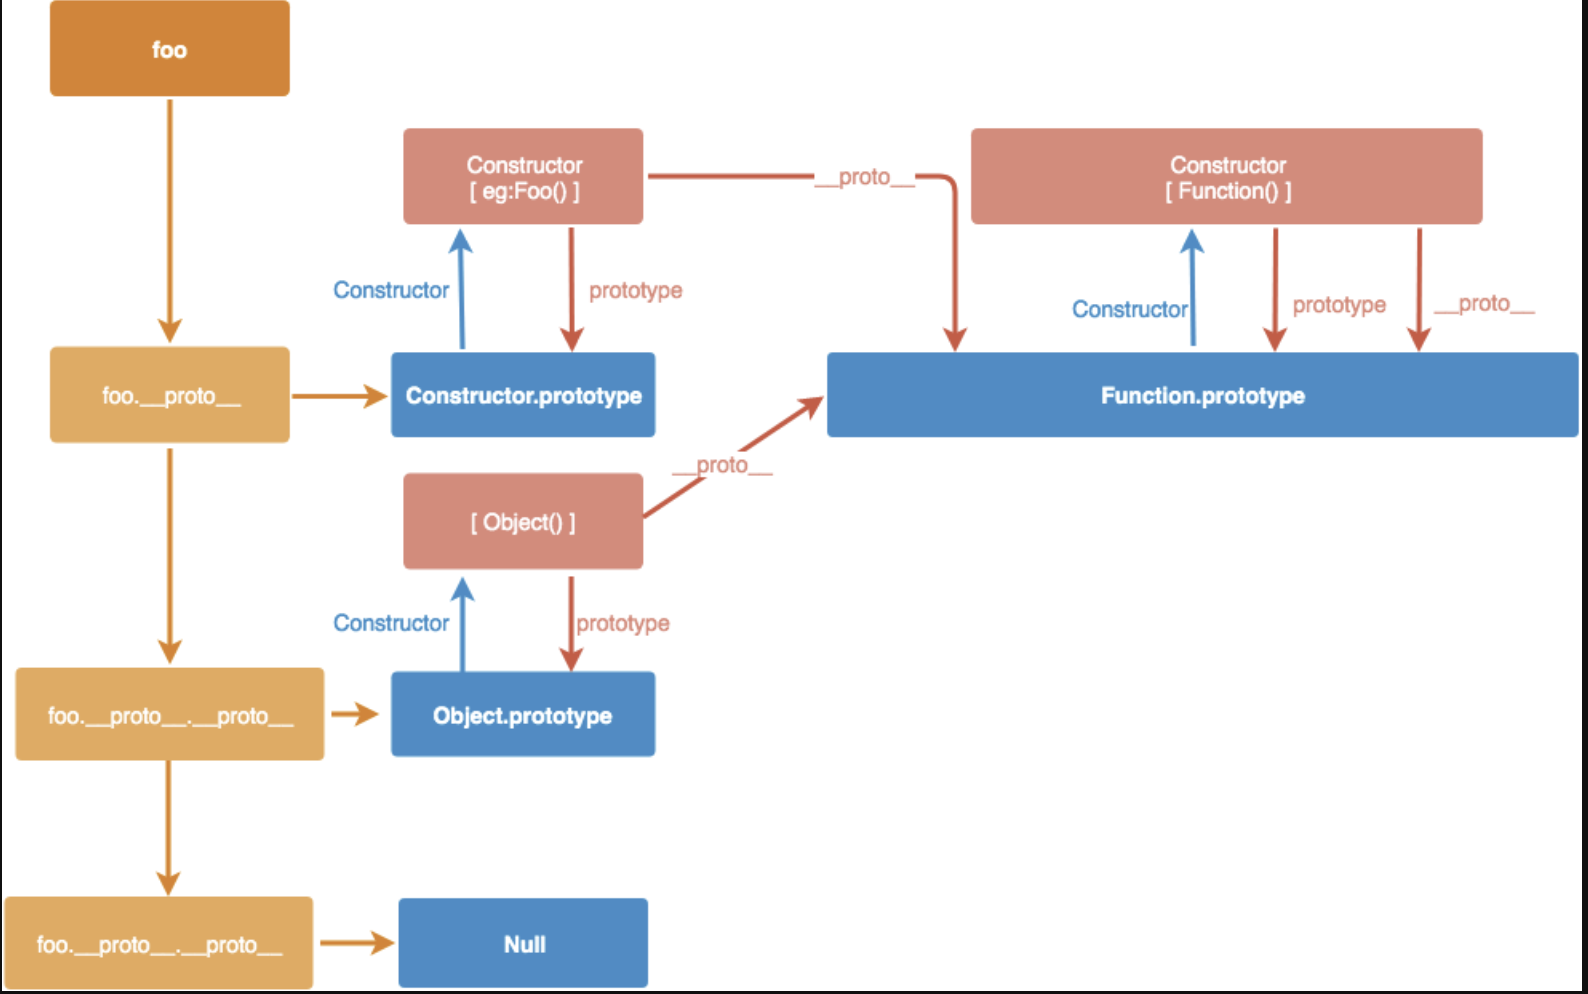 foo
Constructor
[ eg:Foo() ]
__proto__
Constructor
[ Function() ]
Constructor
prototype
Constructor
prototype
__proto__
foo.__proto__
Constructor.prototype
Function.prototype
__proto__
[ Object() ]
Constructor
prototype
foo.__proto__.__proto__
Object.prototype
foo.__proto__.__proto__
Null